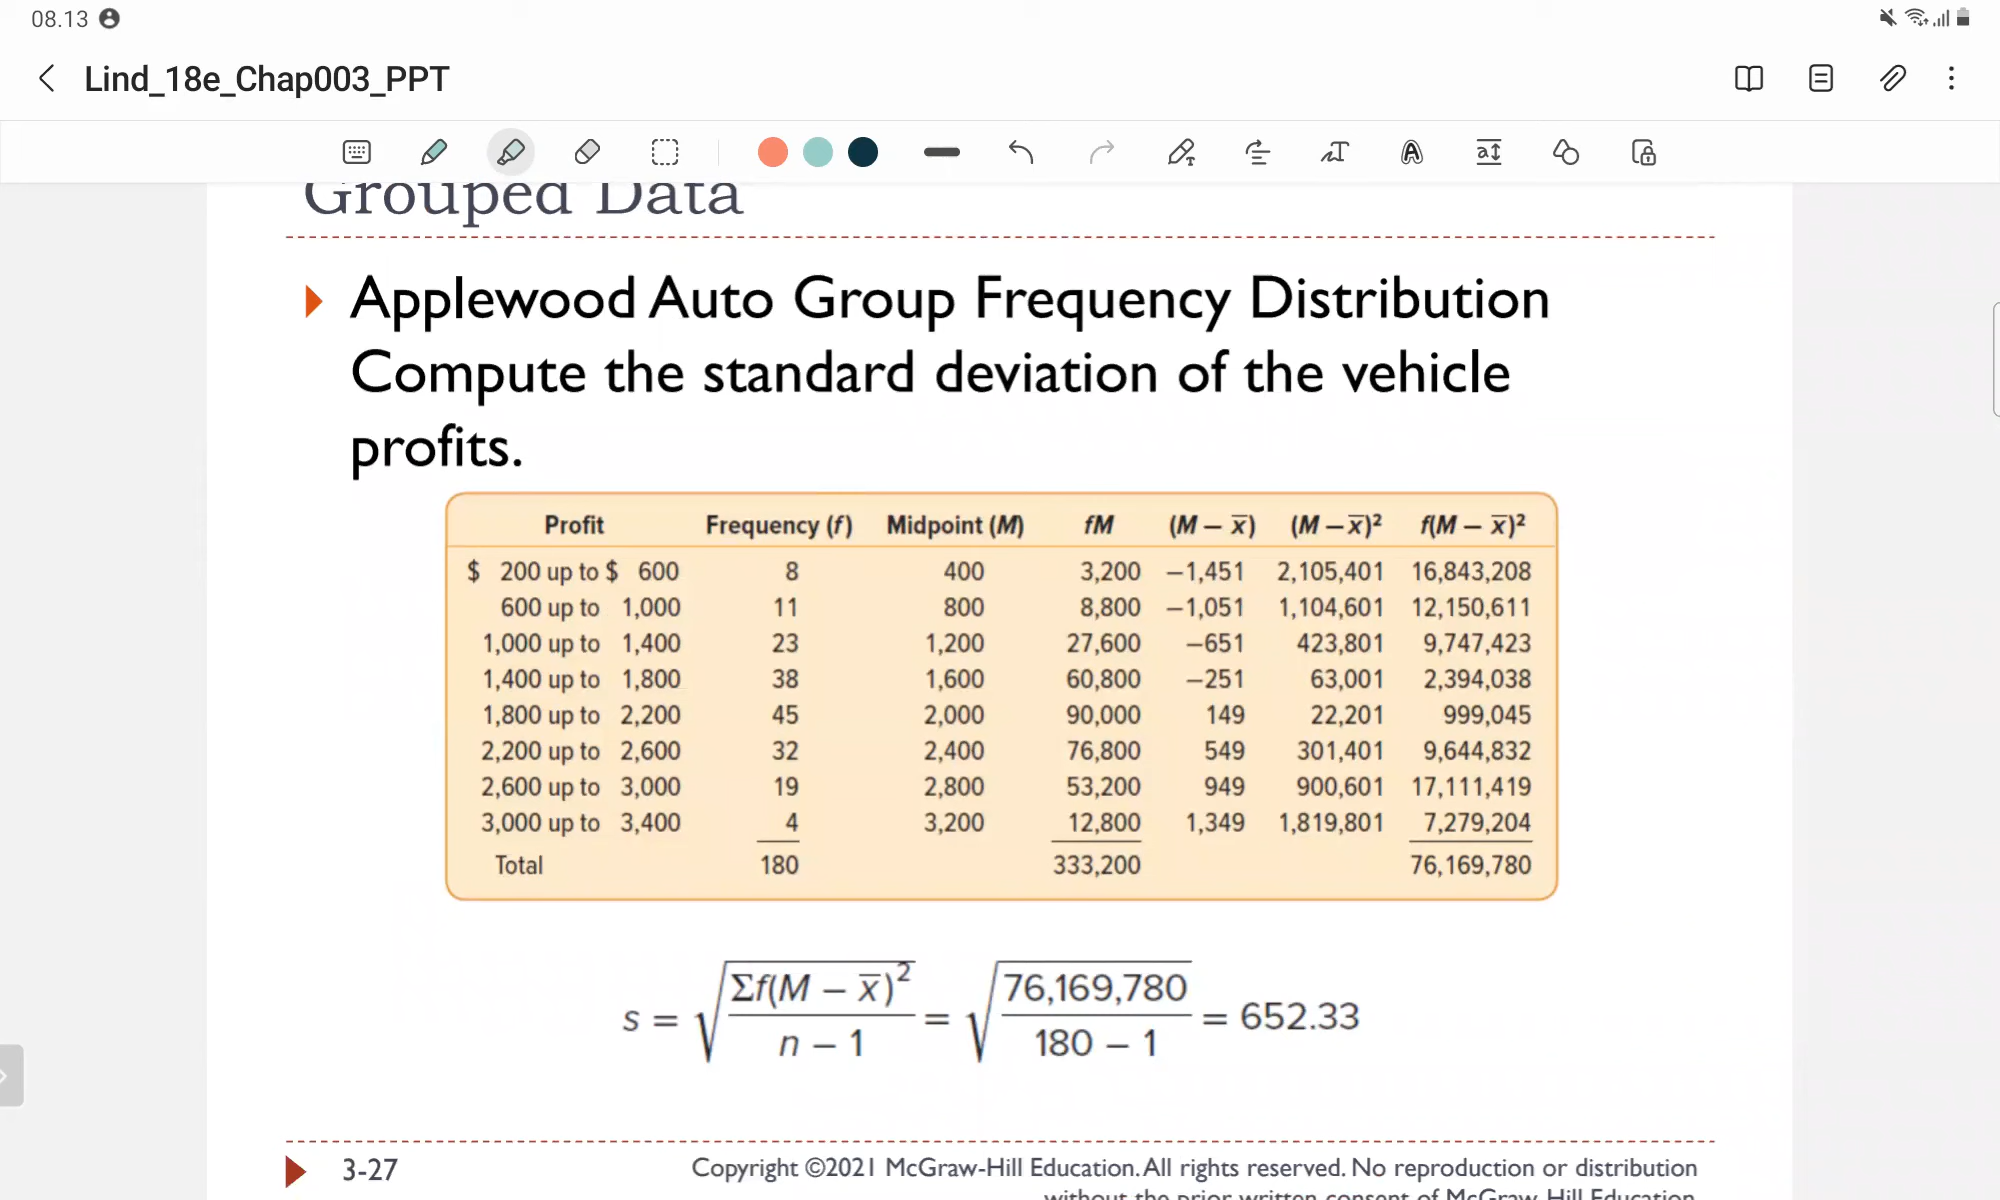 08.13
Lind_18e_Chap003_PPT
Grouped Data
Applewood Auto Group Frequency Distribution
Compute the standard deviation of the vehicle
profits.
Profit Frequency (f) Midpoint (M) fM (M – x̄) (M – x̄)² f(M – x̄)²
$ 200 up to $ 600 8 400 3,200 –1,451 2,105,401 16,843,208
600 up to 1,000 11 800 8,800 –1,051 1,104,601 12,150,611
1,000 up to 1,400 23 1,200 27,600 –651 423,801 9,747,423
1,400 up to 1,800 38 1,600 60,800 –251 63,001 2,394,038
1,800 up to 2,200 45 2,000 90,000 149 22,201 999,045
2,200 up to 2,600 32 2,400 76,800 549 301,401 9,644,832
2,600 up to 3,000 19 2,800 53,200 949 900,601 17,111,419
3,000 up to 3,400 4 3,200 12,800 1,349 1,819,801 7,279,204
Total 180 333,200 76,169,780
s = √(Σf(M – x̄)² / n – 1) = √(76,169,780 / 180 – 1) = 652.33
3-27
Copyright ©2021 McGraw-Hill Education. All rights reserved. No reproduction or distribution
without the prior written consent of McGraw-Hill Education.